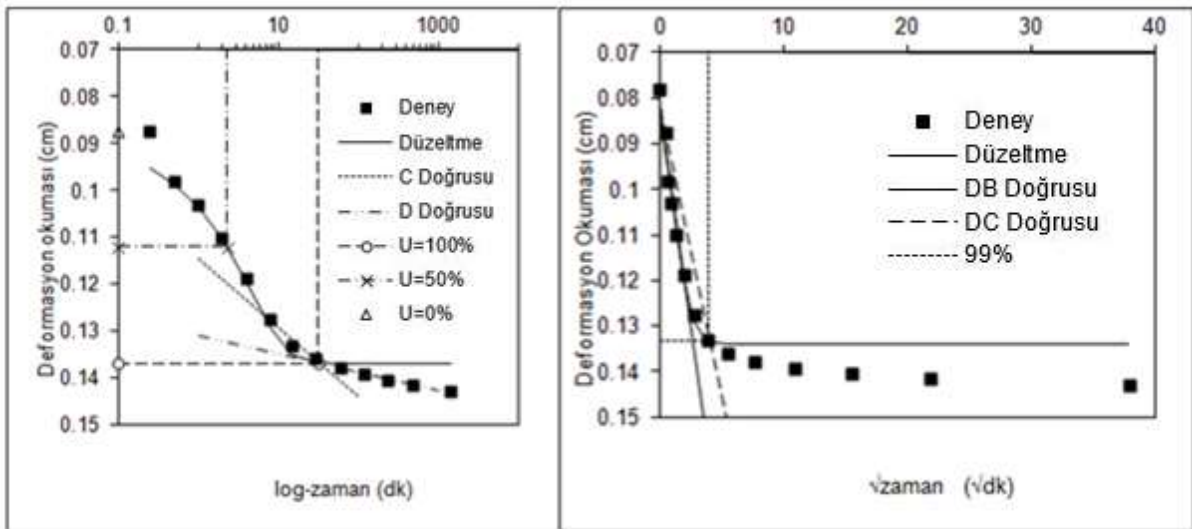 0.1 10 1000
0.07
0.08
0.09
0.1
0.11
0.12
0.13
0.14
0.15
Deformasyon okuması (cm)
Deney
Düzeltme
C Doğrusu
D Doğrusu
U=100%
U=50%
U=0%
log-zaman (dk)
0 10 20 30 40
0.07
0.08
0.09
0.1
0.11
0.12
0.13
0.14
0.15
Deformasyon Okuması (cm)
Deney
Düzeltme
DB Doğrusu
DC Doğrusu
99%
√zaman (√dk)